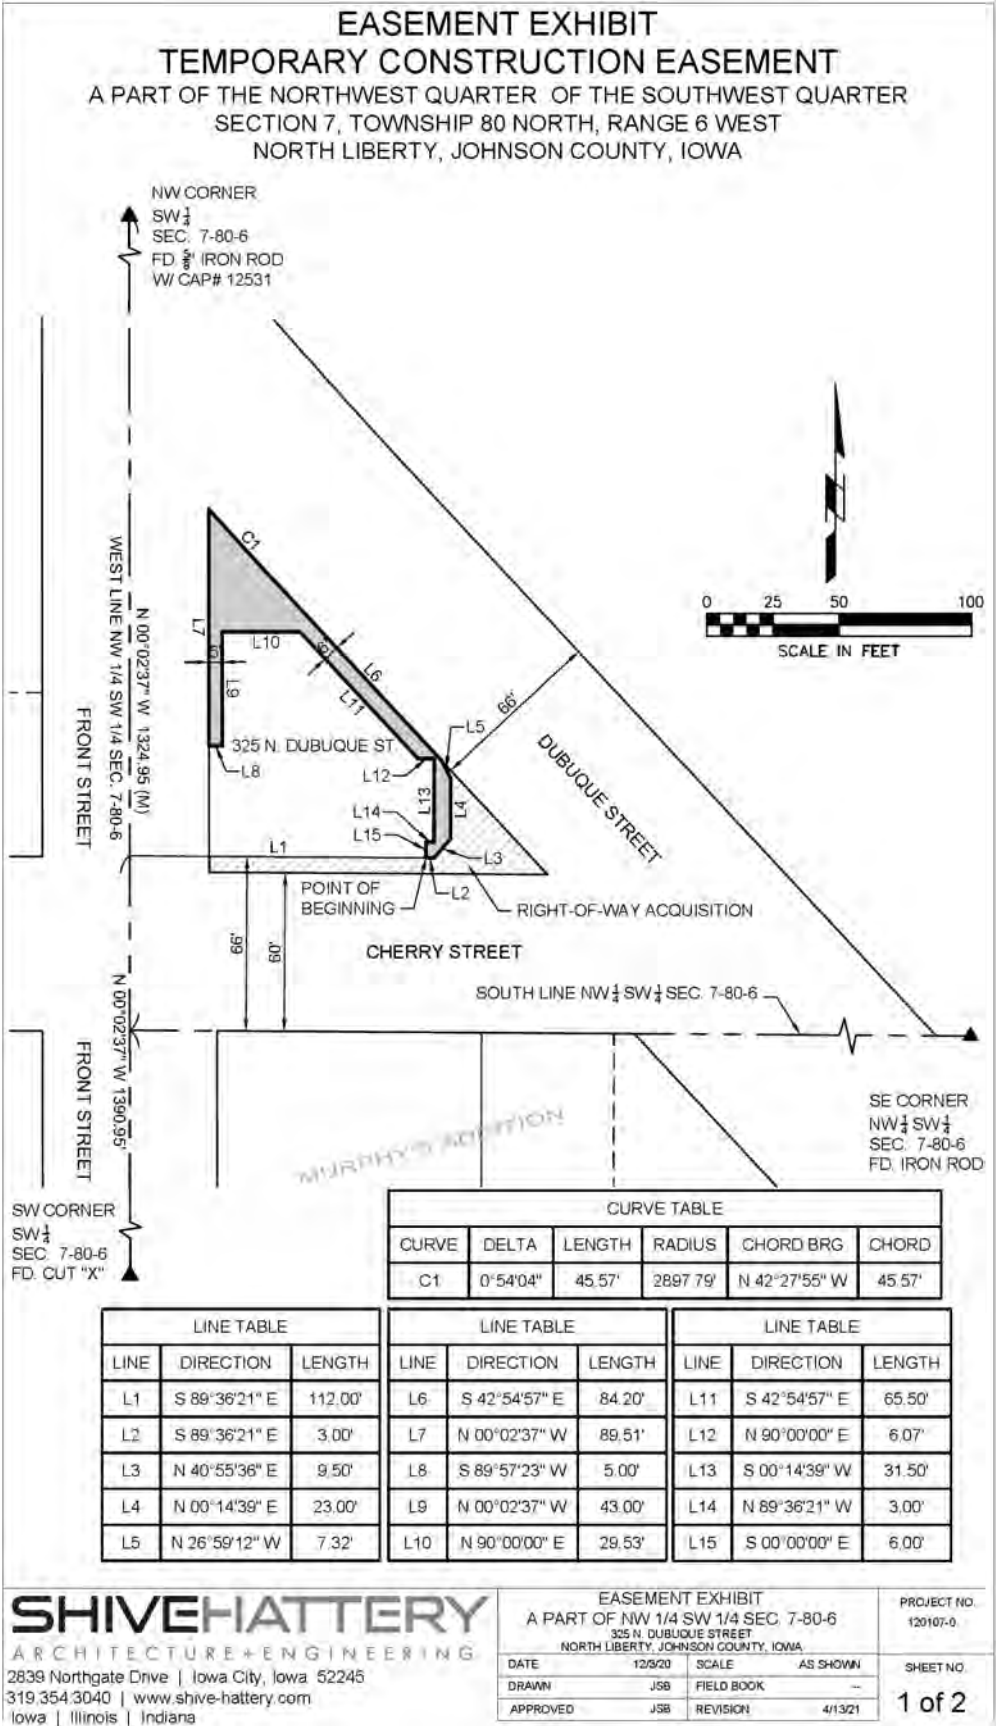 EASEMENT EXHIBIT
TEMPORARY CONSTRUCTION EASEMENT
A PART OF THE NORTHWEST QUARTER OF THE SOUTHWEST QUARTER
SECTION 7, TOWNSHIP 80 NORTH, RANGE 6 WEST
NORTH LIBERTY, JOHNSON COUNTY, IOWA
NW CORNER
SW 1/4
SEC. 7-80-6
FD. 5/8" IRON ROD
W/ CAP# 12531
0 25 50 100
SCALE IN FEET
WEST LINE NW 1/4 SW 1/4 SEC. 7-80-6
N 00°02'37" W 1324.95 (M)
FRONT STREET
C1
L7
L10
5'
L9
L6
L11
66'
L5
325 N. DUBUQUE ST.
L8
L12
L13
L4
L14
L15
L1
L3
L2
DUBUQUE STREET
POINT OF
BEGINNING
RIGHT-OF-WAY ACQUISITION
66'
60'
CHERRY STREET
SOUTH LINE NW 1/4 SW 1/4 SEC. 7-80-6
N 00°02'37" W 1390.95'
FRONT STREET
MURPHY'S ADDITION
SE CORNER
NW 1/4 SW 1/4
SEC. 7-80-6
FD. IRON ROD
SW CORNER
SW 1/4
SEC. 7-80-6
FD. CUT "X"
CURVE TABLE
CURVE DELTA LENGTH RADIUS CHORD BRG CHORD
C1 0°54'04" 45.57' 2897.79' N 42°27'55" W 45.57'
LINE TABLE
LINE DIRECTION LENGTH
L1 S 89°36'21" E 112.00'
L2 S 89°36'21" E 3.00'
L3 N 40°55'36" E 9.50'
L4 N 00°14'39" E 23.00'
L5 N 26°59'12" W 7.32'
LINE TABLE
LINE DIRECTION LENGTH
L6 S 42°54'57" E 84.20'
L7 N 00°02'37" W 89.51'
L8 S 89°57'23" W 5.00'
L9 N 00°02'37" W 43.00'
L10 N 90°00'00" E 29.53'
LINE TABLE
LINE DIRECTION LENGTH
L11 S 42°54'57" E 65.50'
L12 N 90°00'00" E 6.07'
L13 S 00°14'39" W 31.50'
L14 N 89°36'21" W 3.00'
L15 S 00°00'00" E 6.00'
SHIVEHATTERY
ARCHITECTURE+ENGINEERING
2839 Northgate Drive | Iowa City, Iowa 52245
319.354.3040 | www.shive-hattery.com
Iowa | Illinois | Indiana
EASEMENT EXHIBIT
A PART OF NW 1/4 SW 1/4 SEC. 7-80-6
325 N. DUBUQUE STREET
NORTH LIBERTY, JOHNSON COUNTY, IOWA
DATE 12/3/20 SCALE AS SHOWN
DRAWN JSB FIELD BOOK --
APPROVED JSB REVISION 4/13/21
PROJECT NO.
120107-0
SHEET NO.
1 of 2